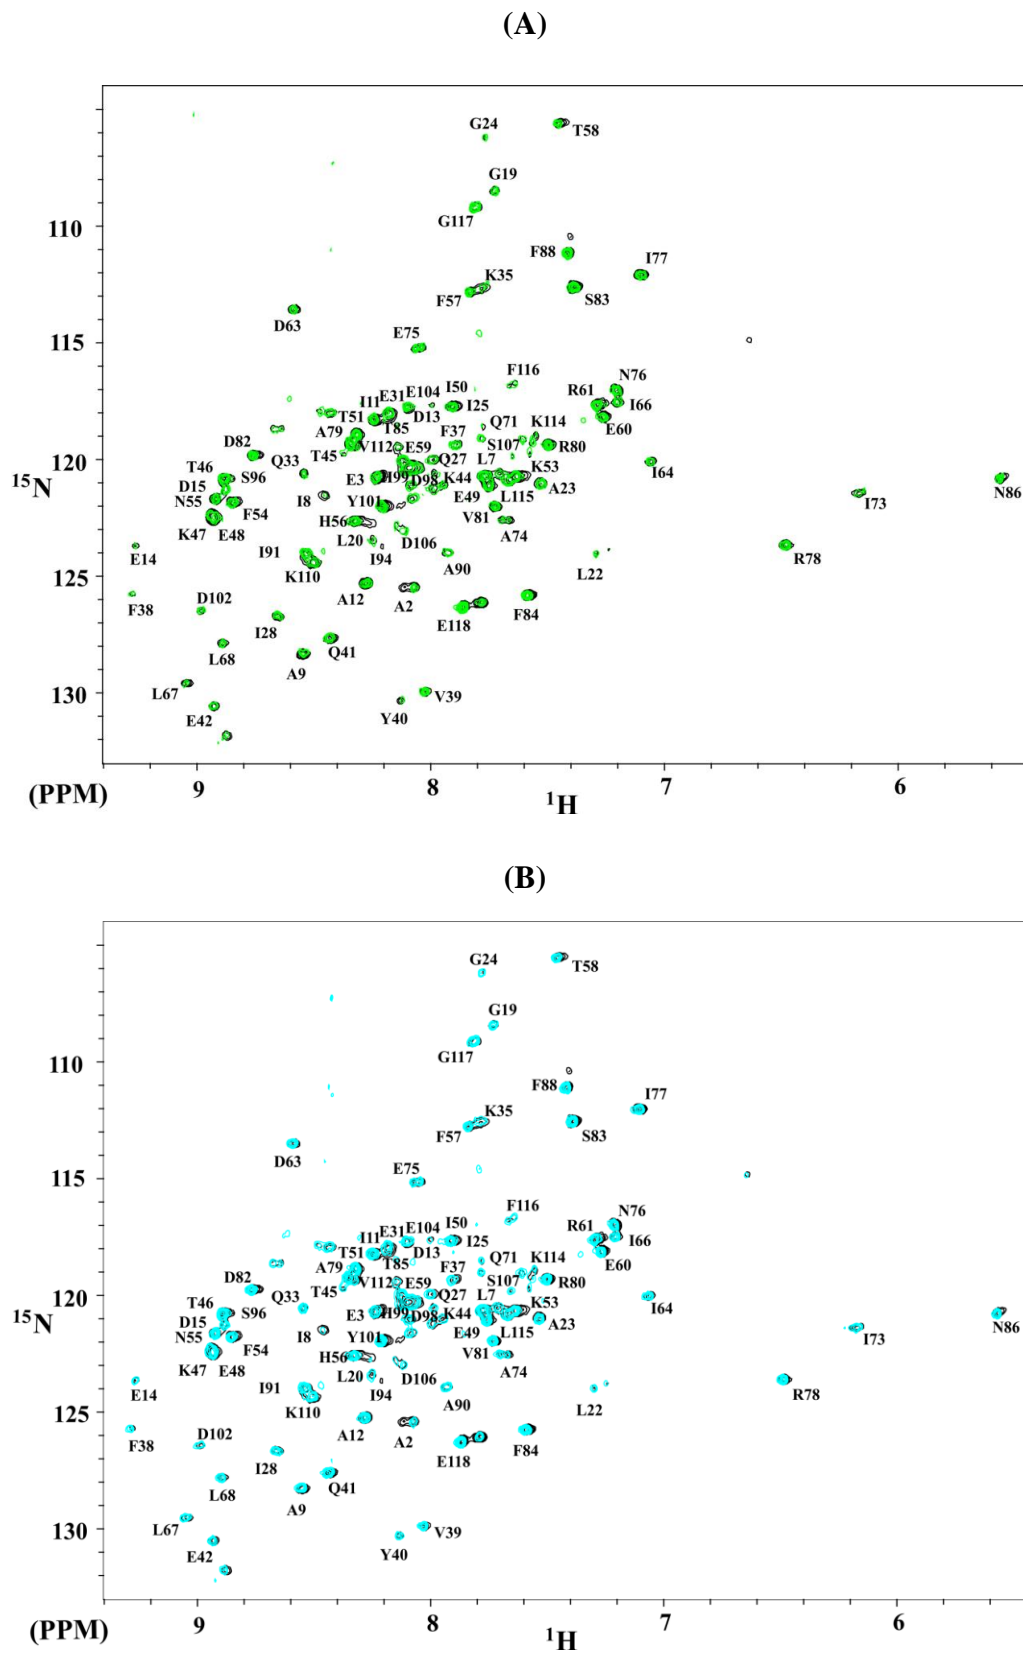 (A)
G24
T58
G19
G117
110
F88
I77
K35
F57
S83
D63
115
E75
F116
N76
I50
R61
I66
E31
E104
I11
I25
T51
D13
Q71
K114
E60
A79
T85
F37
D82
T45
V112
E59
S107
R80
120
Q33
Q27
L7
K53
I64
T46
S96
E3
H99
D98
K44
15N
D15
A23
N86
I8
Y101
E49
L115
I73
N55
F54
V81
K47
E48
H56
D106
A74
L20
R78
E14
I91
I94
A90
L22
K110
125
F38
D102
A12
A2
F84
I28
E118
L68
Q41
A9
L67
130
V39
E42
Y40
(PPM)
9
8
1H
7
6
(B)
G24
T58
G19
G117
110
F88
I77
K35
F57
S83
D63
115
E75
F116
N76
I50
R61
I66
E31
E104
I11
I25
T51
D13
Q71
K114
E60
A79
T85
F37
D82
T45
V112
E59
S107
R80
120
Q33
Q27
L7
K53
I64
T46
S96
E3
H99
D98
K44
15N
D15
A23
N86
I8
Y101
E49
L115
I73
N55
F54
V81
K47
E48
H56
D106
A74
L20
R78
E14
I91
I94
A90
L22
K110
125
F38
D102
A12
A2
F84
I28
E118
L68
Q41
A9
L67
130
V39
E42
Y40
(PPM)
9
8
1H
7
6